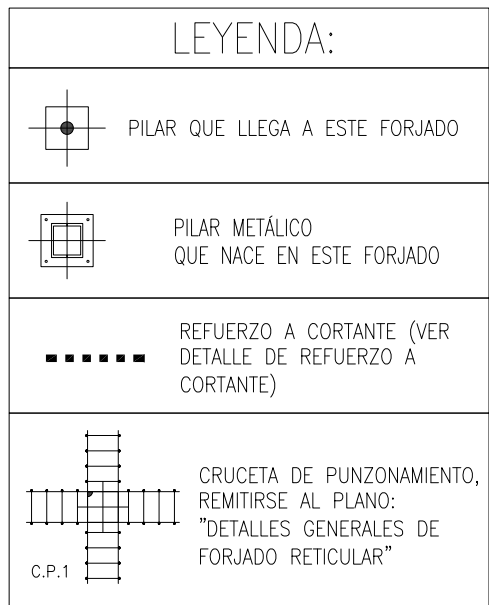 LEYENDA:
PILAR QUE LLEGA A ESTE FORJADO
PILAR METÁLICO
QUE NACE EN ESTE FORJADO
REFUERZO A CORTANTE (VER
DETALLE DE REFUERZO A
CORTANTE)
CRUCETA DE PUNZONAMIENTO,
REMITIRSE AL PLANO:
"DETALLES GENERALES DE
FORJADO RETICULAR"
C.P.1